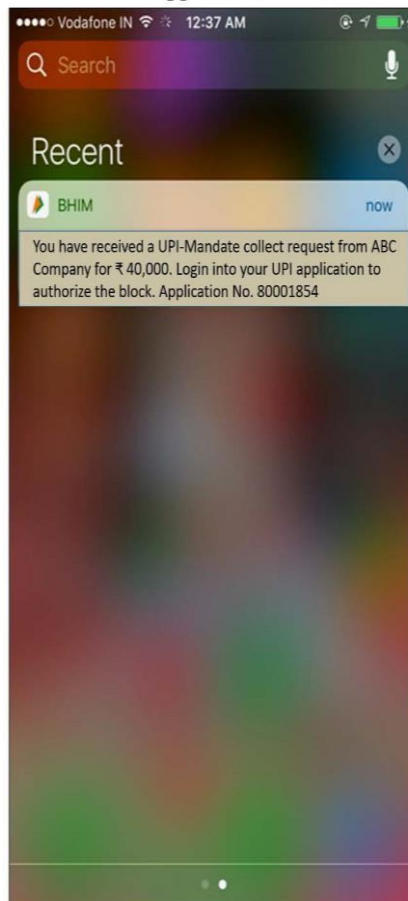 Vodafone IN 12:37 AM
Search
Recent
BHIM now
You have received a UPI-Mandate collect request from ABC
Company for ₹ 40,000. Login into your UPI application to
authorize the block. Application No. 80001854